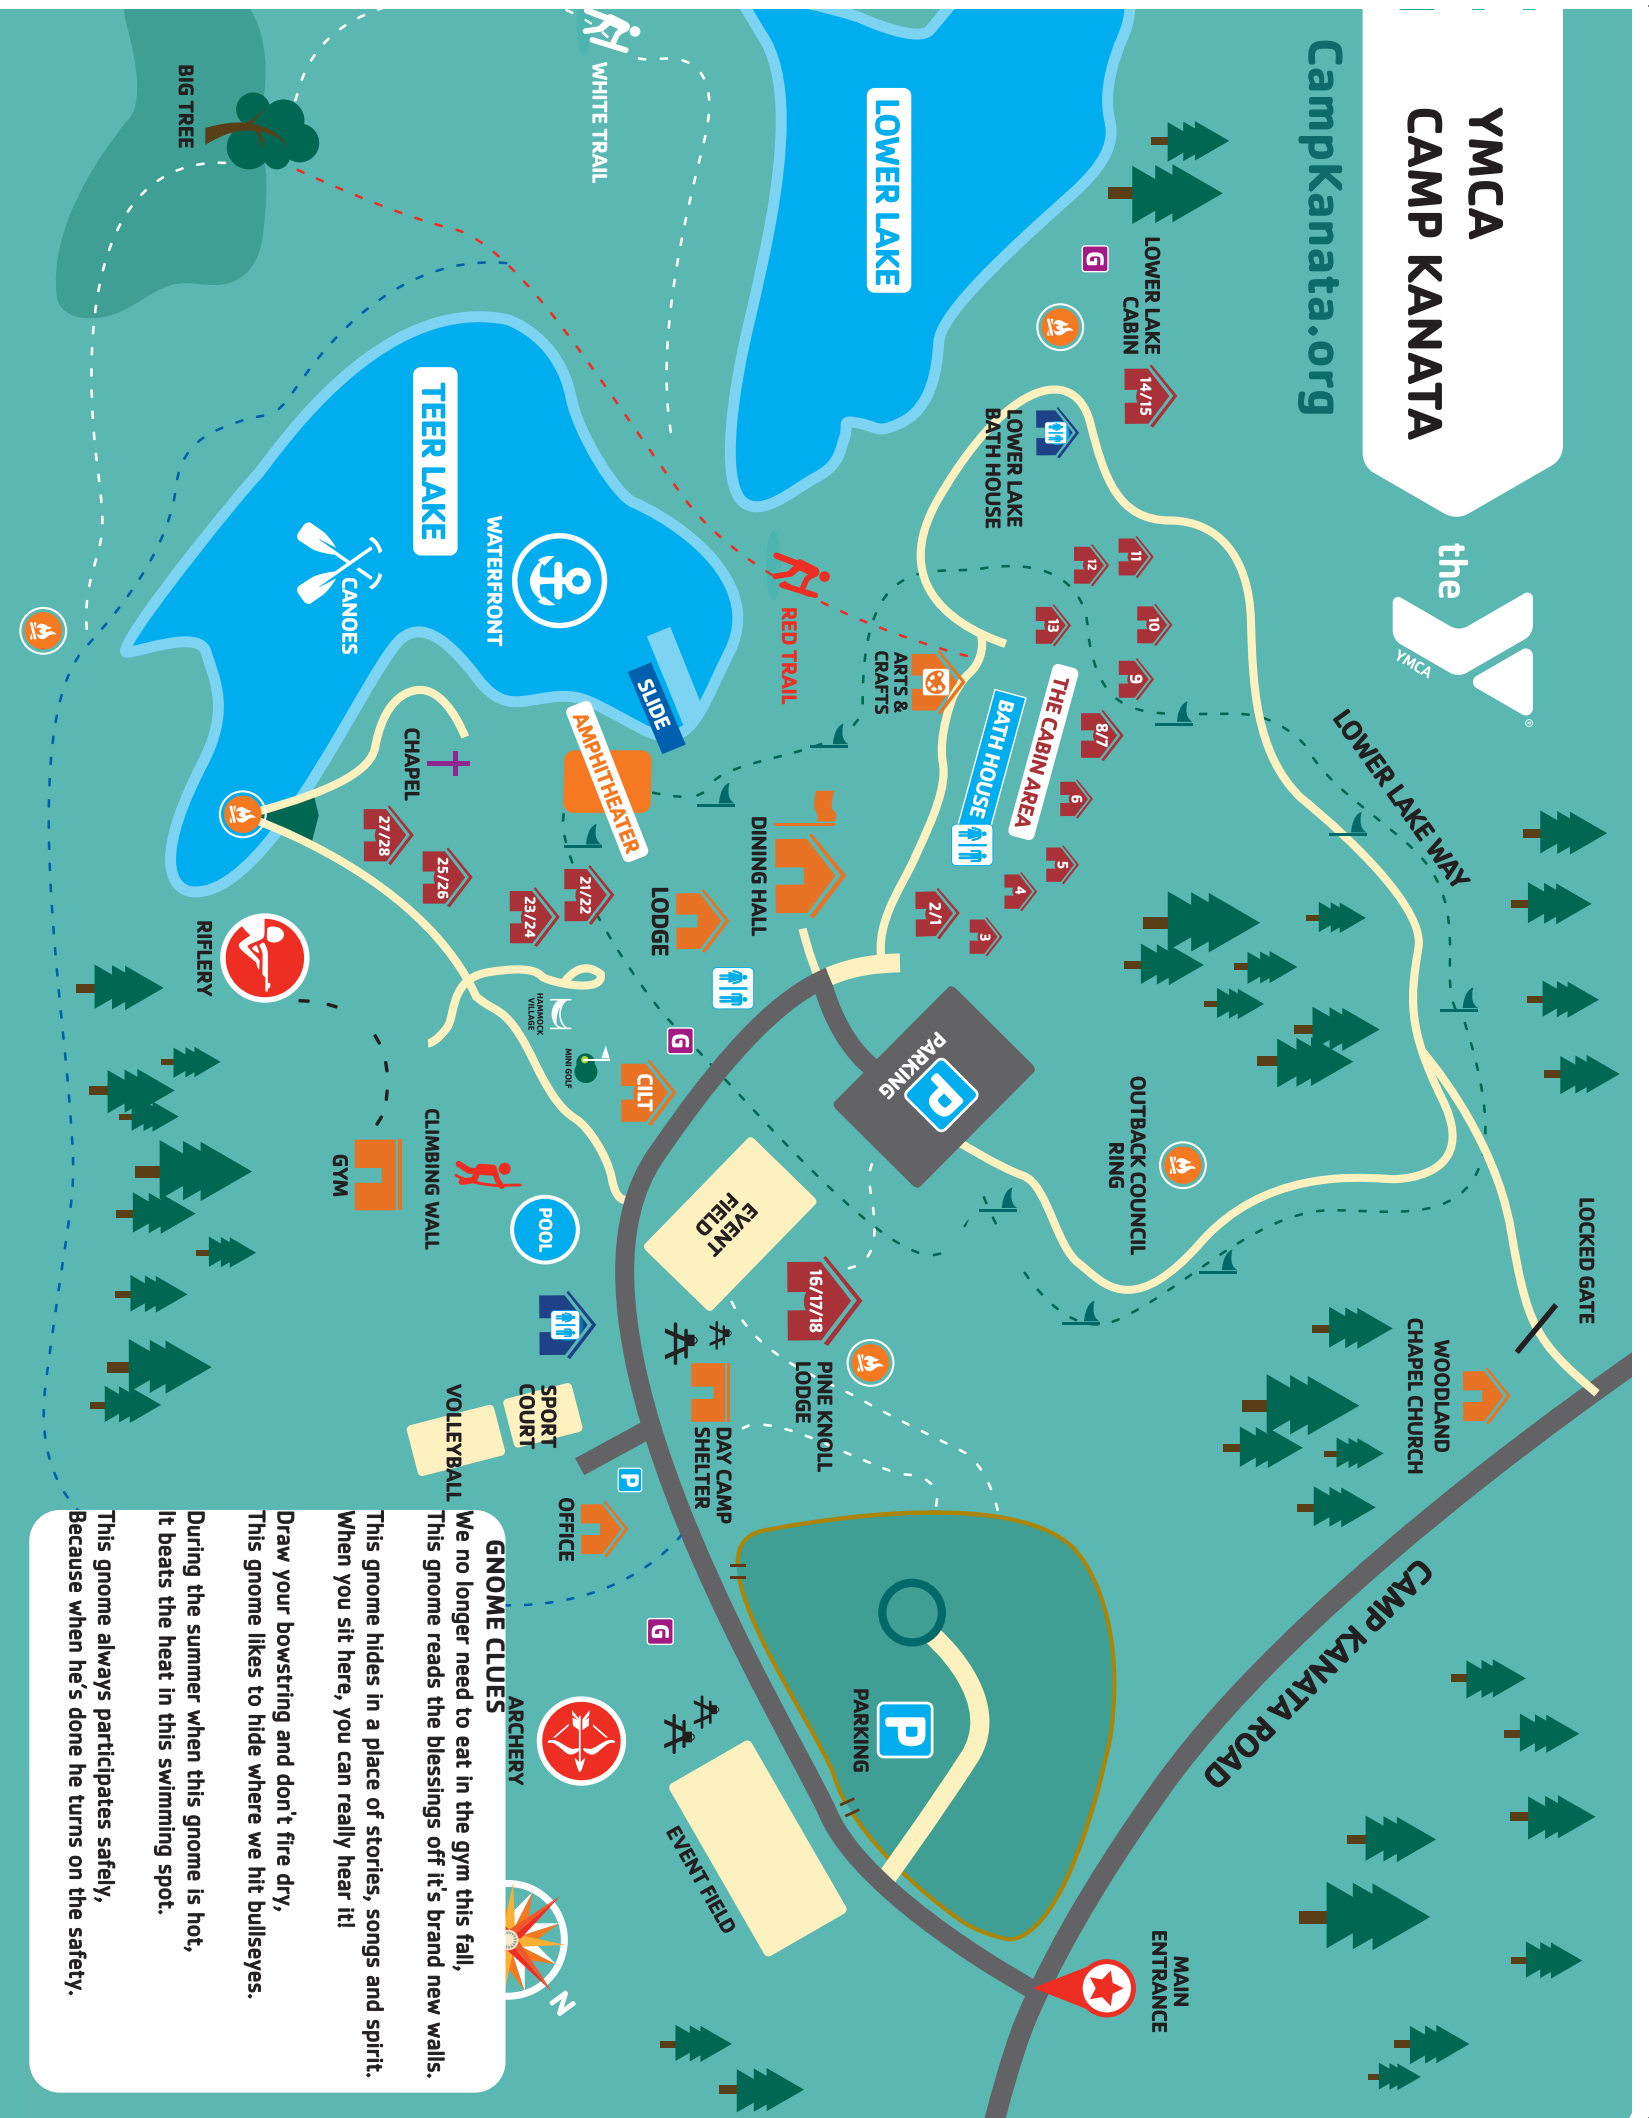 YMCA
CAMP KANATA
CampKanata.org
the
YMCA
®
LOWER LAKE WAY
LOCKED GATE
WOODLAND
CHAPEL CHURCH
CAMP KANATA ROAD
MAIN
ENTRANCE
LOWER LAKE
CABIN
14/15
G
LOWER LAKE
BATH HOUSE
11
12
10
13
9
8/7
6
5
4
3
2/1
THE CABIN AREA
BATH HOUSE
ARTS &
CRAFTS
OUTBACK COUNCIL
RING
PARKING
P
LOWER LAKE
RED TRAIL
DINING HALL
LODGE
16/17/18
PINE KNOLL
LODGE
EVENT
FIELD
DAY CAMP
SHELTER
P
PARKING
EVENT FIELD
WHITE TRAIL
BIG TREE
TEER LAKE
WATERFRONT
CANOES
SLIDE
AMPHITHEATER
CHAPEL
27/28
25/26
23/24
21/22
G
CILT
HAMMOCK
VILLAGE
MINI GOLF
RIFLERY
GYM
CLIMBING WALL
POOL
SPORT
COURT
VOLLEYBALL
P
OFFICE
G
ARCHERY
N
GNOME CLUES
We no longer need to eat in the gym this fall,
This gnome reads the blessings off it's brand new walls.
This gnome hides in a place of stories, songs and spirit.
When you sit here, you can really hear it!
Draw your bowstring and don't fire dry,
This gnome likes to hide where we hit bullseyes.
During the summer when this gnome is hot,
It beats the heat in this swimming spot.
This gnome always participates safely,
Because when he's done he turns on the safety.